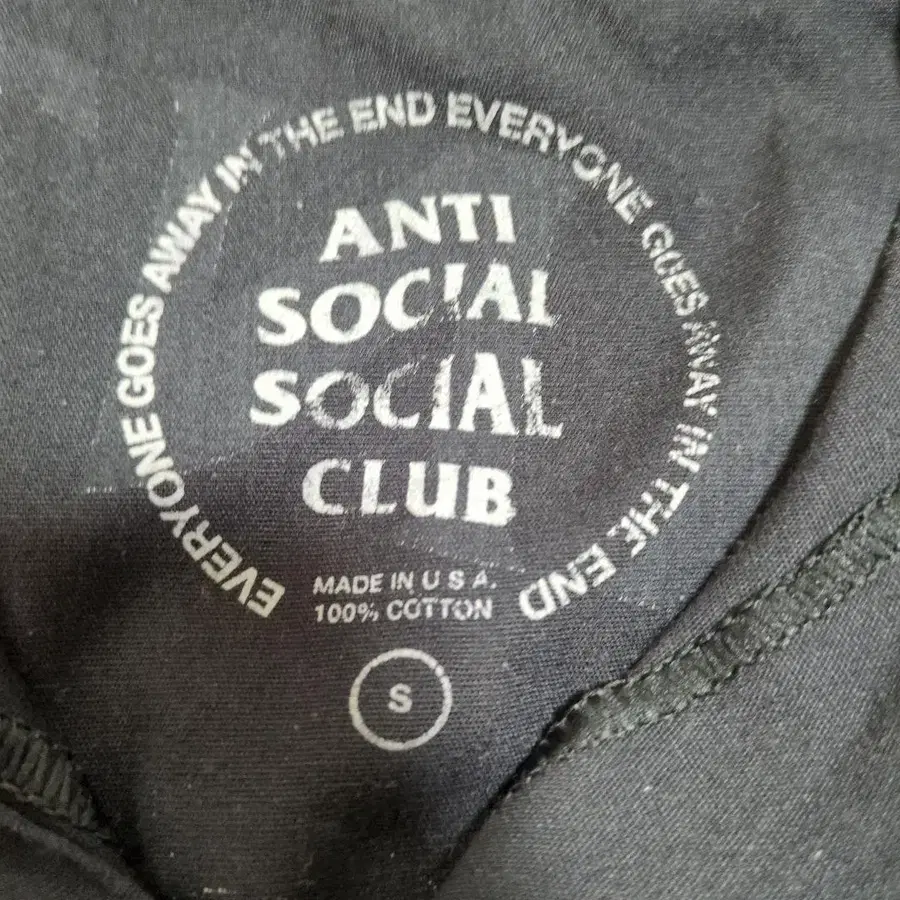 EVERYONE GOES AWAY IN THE END EVERYONE GOES AWAY IN THE END
ANTI
SOCIAL
SOCIAL
CLUB
MADE IN U S A.
100% COTTON
S